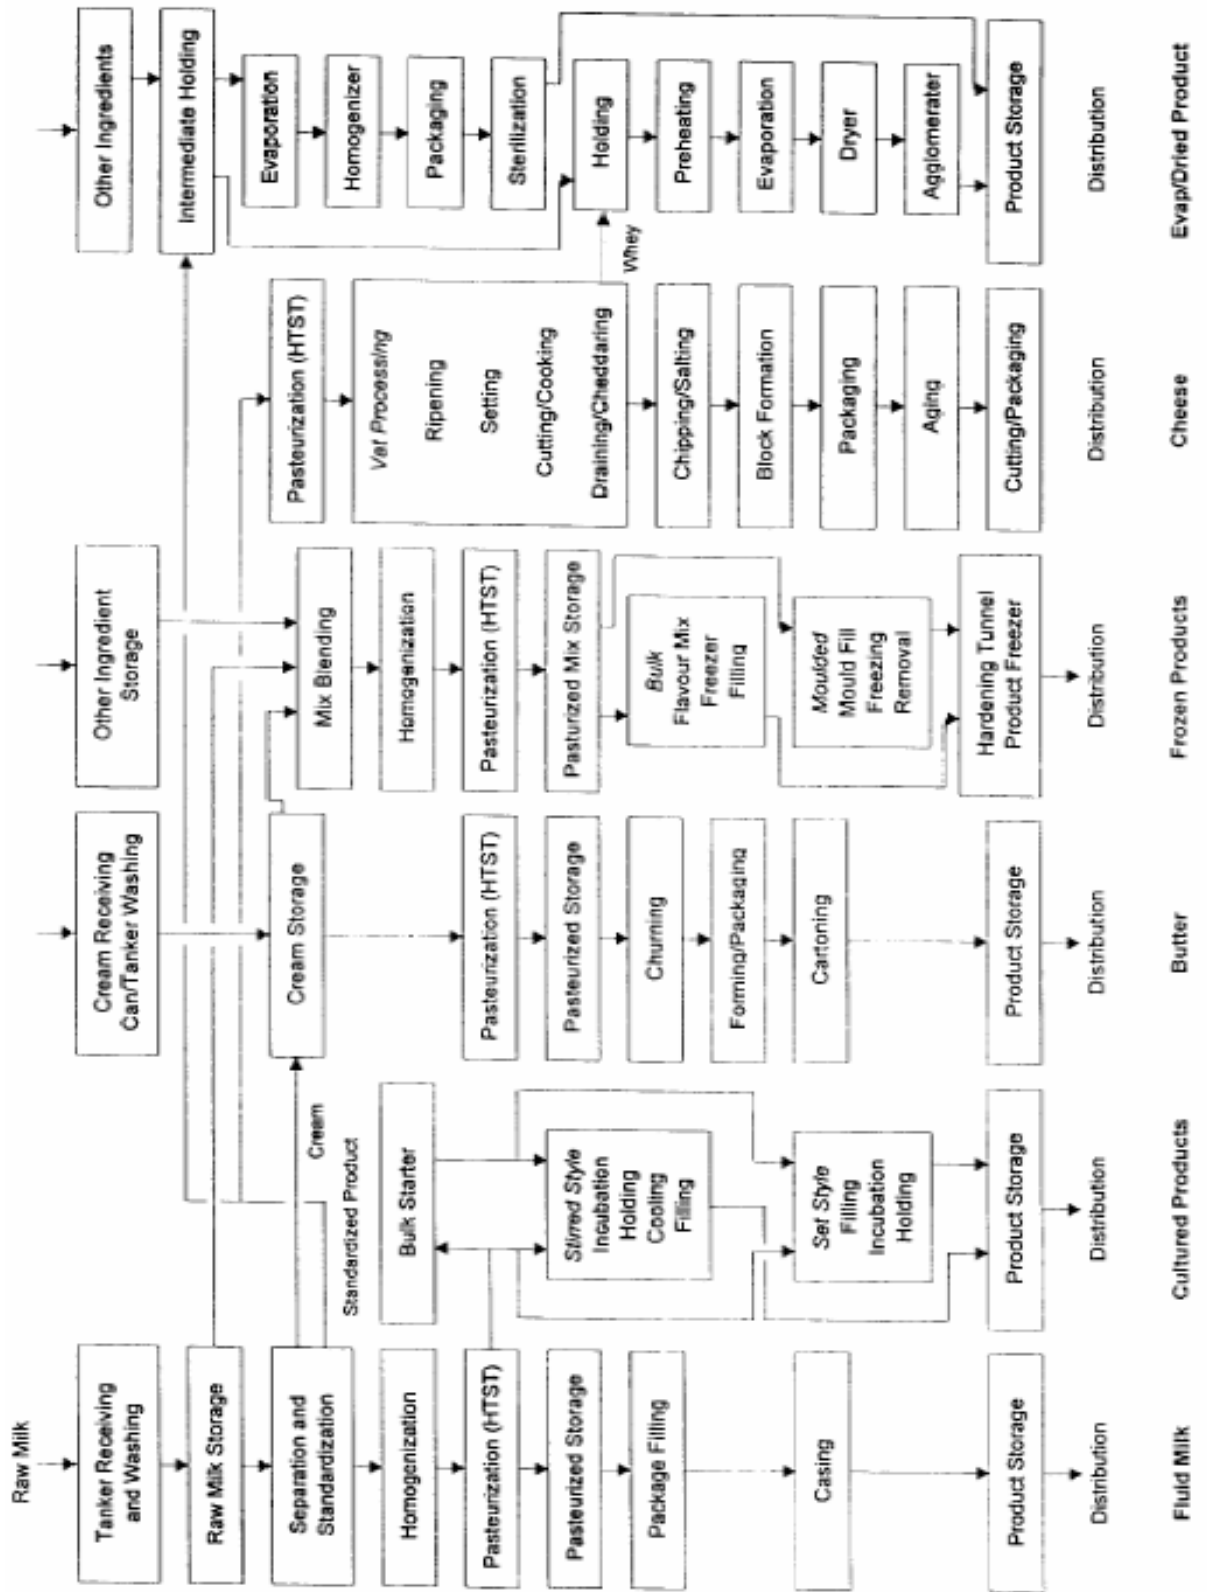 Raw Milk
Tanker Receiving
and Washing
Raw Milk Storage
Separation and
Standardization
Homogenization
Pasteurization (HTST)
Pasteurized Storage
Package Filling
Casing
Product Storage
Distribution
Fluid Milk
Cream
Standardized Product
Bulk Starter
Stirred Style
Incubation
Holding
Cooling
Filling
Set Style
Filling
Incubation
Holding
Product Storage
Distribution
Cultured Products
Cream Receiving
Can/Tanker Washing
Cream Storage
Pasteurization (HTST)
Pasteurized Storage
Churning
Forming/Packaging
Cartoning
Product Storage
Distribution
Butter
Other Ingredient
Storage
Mix Blending
Homogenization
Pasteurization (HTST)
Pasturized Mix Storage
Bulk
Flavour Mix
Freezer
Filling
Moulded
Mould Fill
Freezing
Removal
Hardening Tunnel
Product Freezer
Distribution
Frozen Products
Pasteurization (HTST)
Vat Processing
Ripening
Setting
Cutting/Cooking
Draining/Cheddaring
Whey
Chipping/Salting
Block Formation
Packaging
Aging
Cutting/Packaging
Distribution
Cheese
Other Ingredients
Intermediate Holding
Evaporation
Homogenizer
Packaging
Sterilization
Holding
Preheating
Evaporation
Dryer
Agglomerater
Product Storage
Distribution
Evap/Dried Product